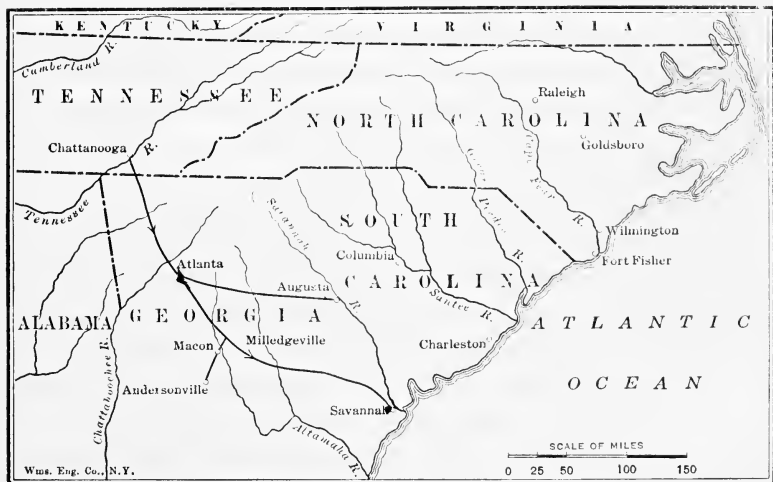 KENTUCKY
VIRGINIA
Cumberland R.
TENNESSEE
Raleigh
NORTH CAROLINA
Goldsboro
Chattanooga
R.
Cape Fear R.
Great Pedee R.
Tennessee
Savannah R.
SOUTH CAROLINA
Wilmington
Fort Fisher
Columbia
Atlanta
Augusta
Santee R.
ALABAMA
GEORGIA
ATLANTIC OCEAN
Macon
Milledgeville
Charleston
Andersonville
Chattahoochee R.
Savannah
Altamaha R.
SCALE OF MILES
0 25 50 100 150
Wms. Eng. Co., N.Y.